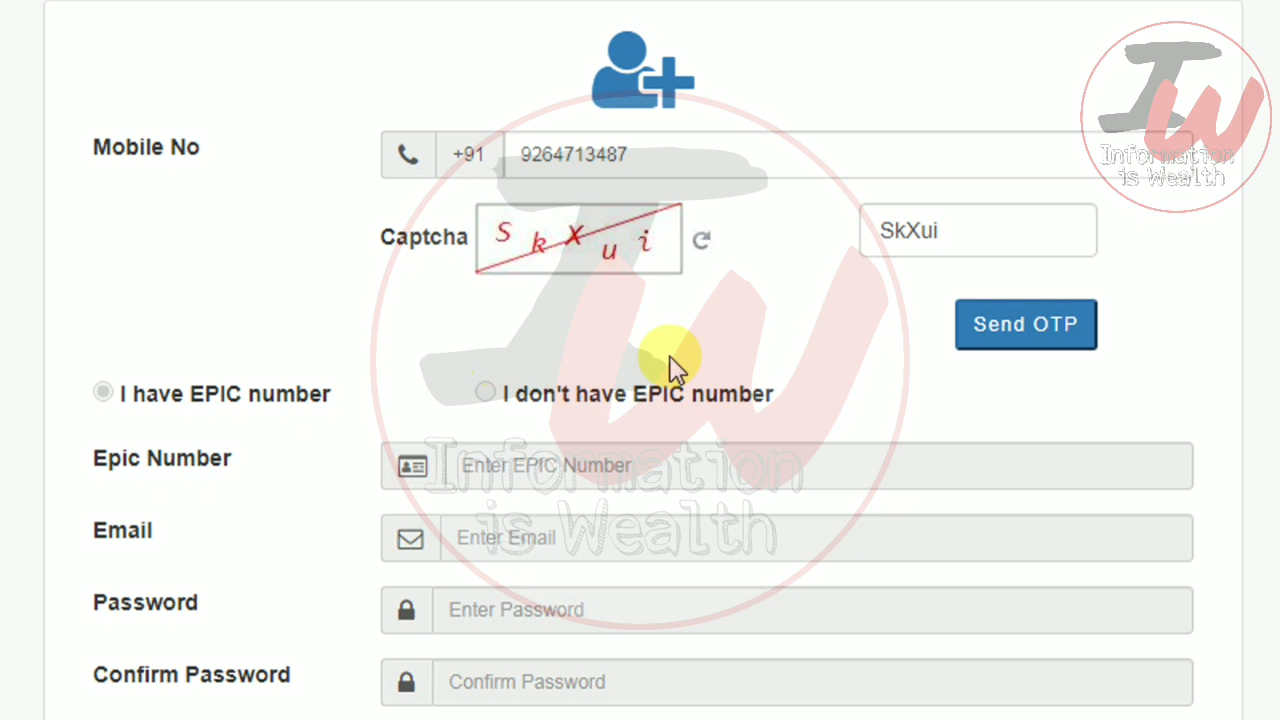 Mobile No
+91
9264713487
Information
is Wealth
Captcha
S k X u i
SkXui
Send OTP
I have EPIC number
I don't have EPIC number
Epic Number
Enter EPIC Number
Information
Email
Enter Email
is Wealth
Password
Enter Password
Confirm Password
Confirm Password